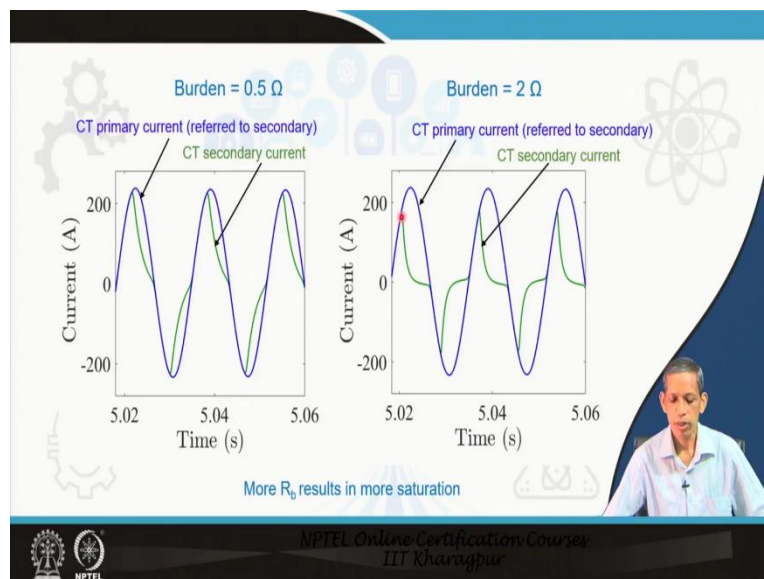 Burden = 0.5 Ω
CT primary current (referred to secondary)
CT secondary current
Current (A)
200
0
-200
5.02
5.04
5.06
Time (s)
Burden = 2 Ω
CT primary current (referred to secondary)
CT secondary current
Current (A)
200
0
-200
5.02
5.04
5.06
Time (s)
More Rb results in more saturation
NPTEL
NPTEL Online Certification Courses
IIT Kharagpur